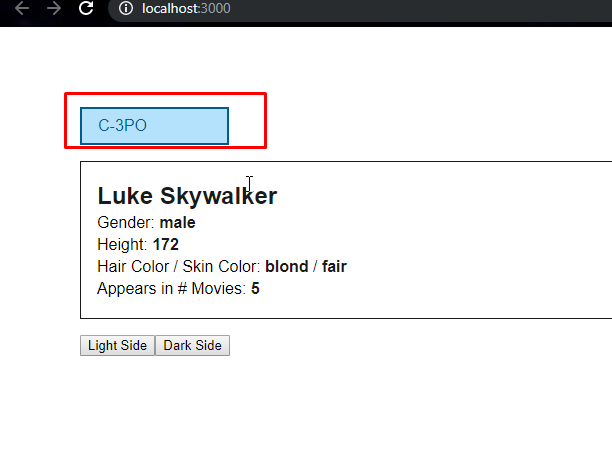 localhost:3000
C-3PO
Luke Skywalker
Gender: male
Height: 172
Hair Color / Skin Color: blond / fair
Appears in # Movies: 5
Light Side Dark Side